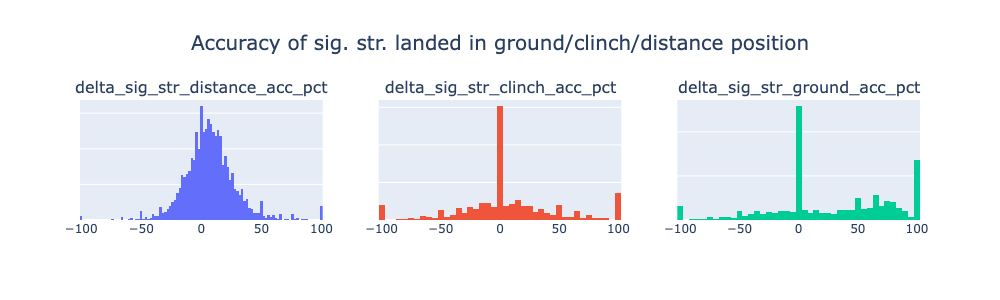 Accuracy of sig. str. landed in ground/clinch/distance position
delta_sig_str_distance_acc_pct delta_sig_str_clinch_acc_pct delta_sig_str_ground_acc_pct
−100 −50 0 50 100 −100 −50 0 50 100 −100 −50 0 50 100